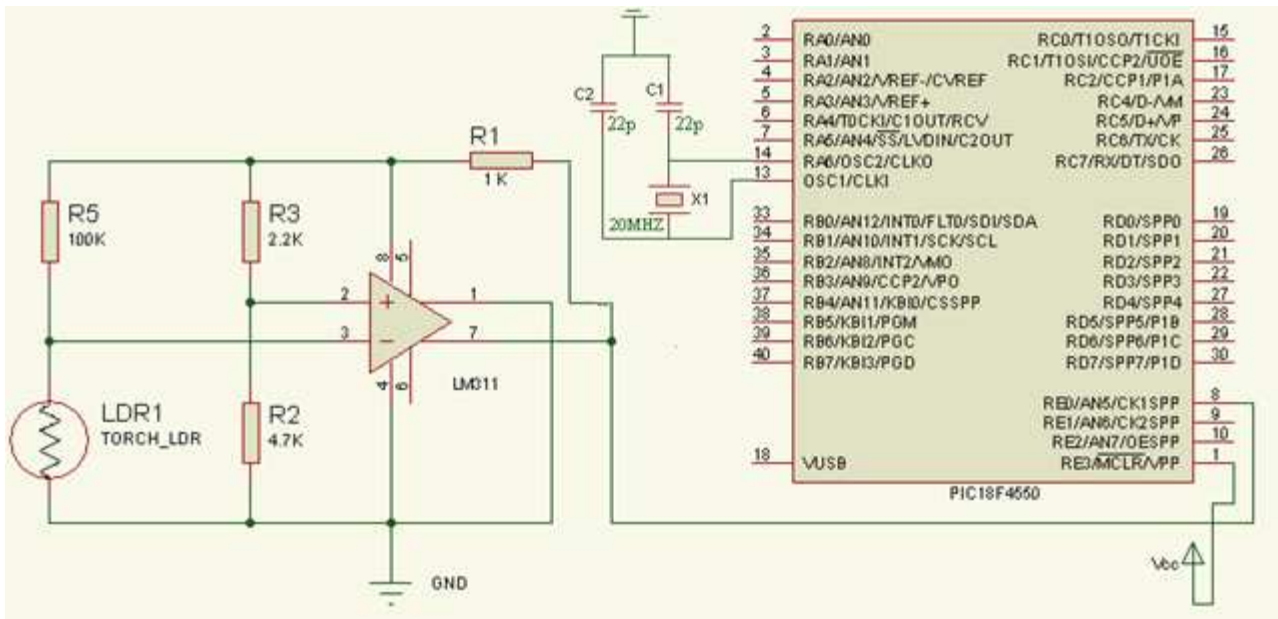 C2
22p
C1
22p
X1
20MHZ
R1
1K
R5
100K
R3
2.2K
R2
4.7K
LDR1
TORCH_LDR
8
5
2
3
+
−
1
7
4
6
LM311
GND
2 RA0/AN0
3 RA1/AN1
4 RA2/AN2/VREF-/CVREF
5 RA3/AN3/VREF+
6 RA4/T0CKI/C1OUT/RCV
7 RA5/AN4/SS/LVDIN/C2OUT
14 RA6/OSC2/CLKO
13 OSC1/CLKI
33 RB0/AN12/INT0/FLT0/SDI/SDA
34 RB1/AN10/INT1/SCK/SCL
35 RB2/AN8/INT2/VMO
36 RB3/AN9/CCP2/VPO
37 RB4/AN11/KBI0/CSSPP
38 RB5/KBI1/PGM
39 RB6/KBI2/PGC
40 RB7/KBI3/PGD
18 VUSB
RC0/T1OSO/T1CKI 15
RC1/T1OSI/CCP2/UOE 16
RC2/CCP1/P1A 17
RC4/D-/VM 23
RC5/D+/VP 24
RC6/TX/CK 25
RC7/RX/DT/SDO 26
RD0/SPP0 19
RD1/SPP1 20
RD2/SPP2 21
RD3/SPP3 22
RD4/SPP4 27
RD5/SPP5/P1B 28
RD6/SPP6/P1C 29
RD7/SPP7/P1D 30
RE0/AN5/CK1SPP 8
RE1/AN6/CK2SPP 9
RE2/AN7/OESPP 10
RE3/MCLR/VPP 1
PIC18F4550
Vcc